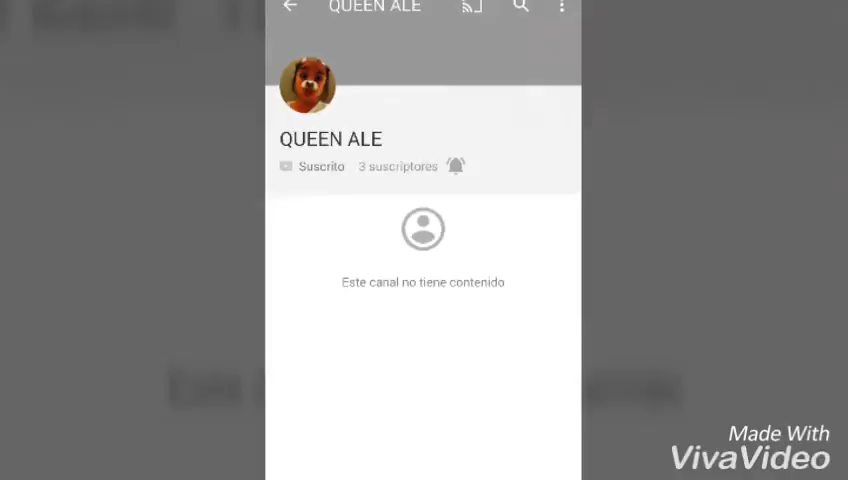 QUEEN ALE
QUEEN ALE
Suscrito 3 suscriptores
Este canal no tiene contenido
Made With
VivaVideo